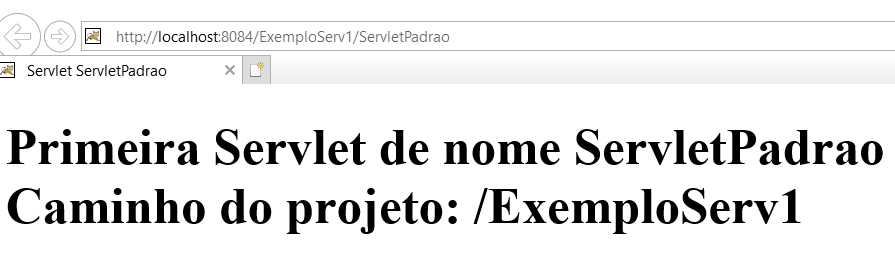 http://localhost:8084/ExemploServ1/ServletPadrao
Servlet ServletPadrao
Primeira Servlet de nome ServletPadrao
Caminho do projeto: /ExemploServ1